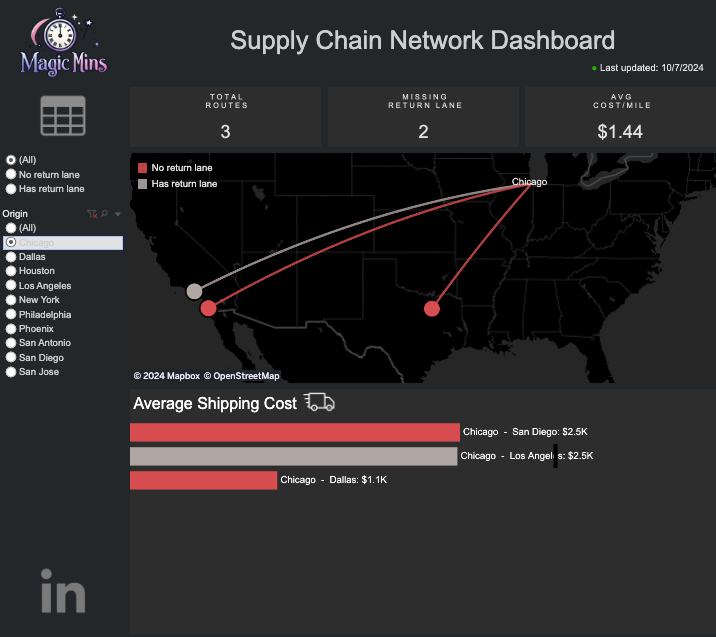 Magic Mins
Supply Chain Network Dashboard
Last updated: 10/7/2024
TOTAL
ROUTES
3
MISSING
RETURN LANE
2
AVG
COST/MILE
$1.44
(All)
No return lane
Has return lane
Origin
(All)
Chicago
Dallas
Houston
Los Angeles
New York
Philadelphia
Phoenix
San Antonio
San Diego
San Jose
No return lane
Has return lane
Chicago
© 2024 Mapbox © OpenStreetMap
Average Shipping Cost
Chicago - San Diego: $2.5K
Chicago - Los Angeles: $2.5K
Chicago - Dallas: $1.1K
in